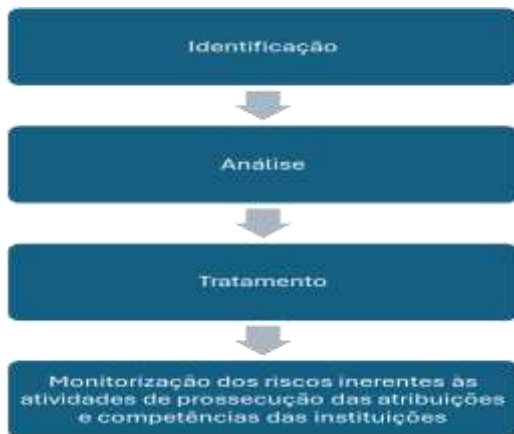 Identificação
Análise
Tratamento
Monitorização dos riscos inerentes às
atividades de prossecução das atribuições
e competências das instituições